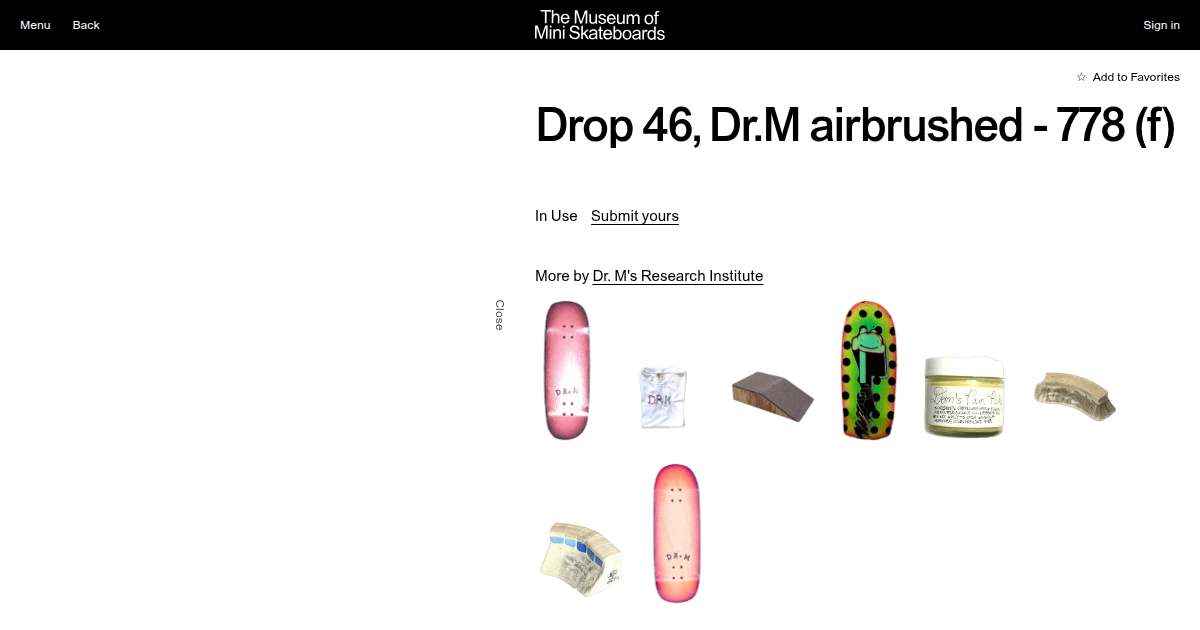 Menu
Back
The Museum of
Mini Skateboards
Sign in
☆ Add to Favorites
Drop 46, Dr.M airbrushed - 778 (f)
In Use
Submit yours
More by Dr. M's Research Institute
Close
DR.M
DR.M
DR.M